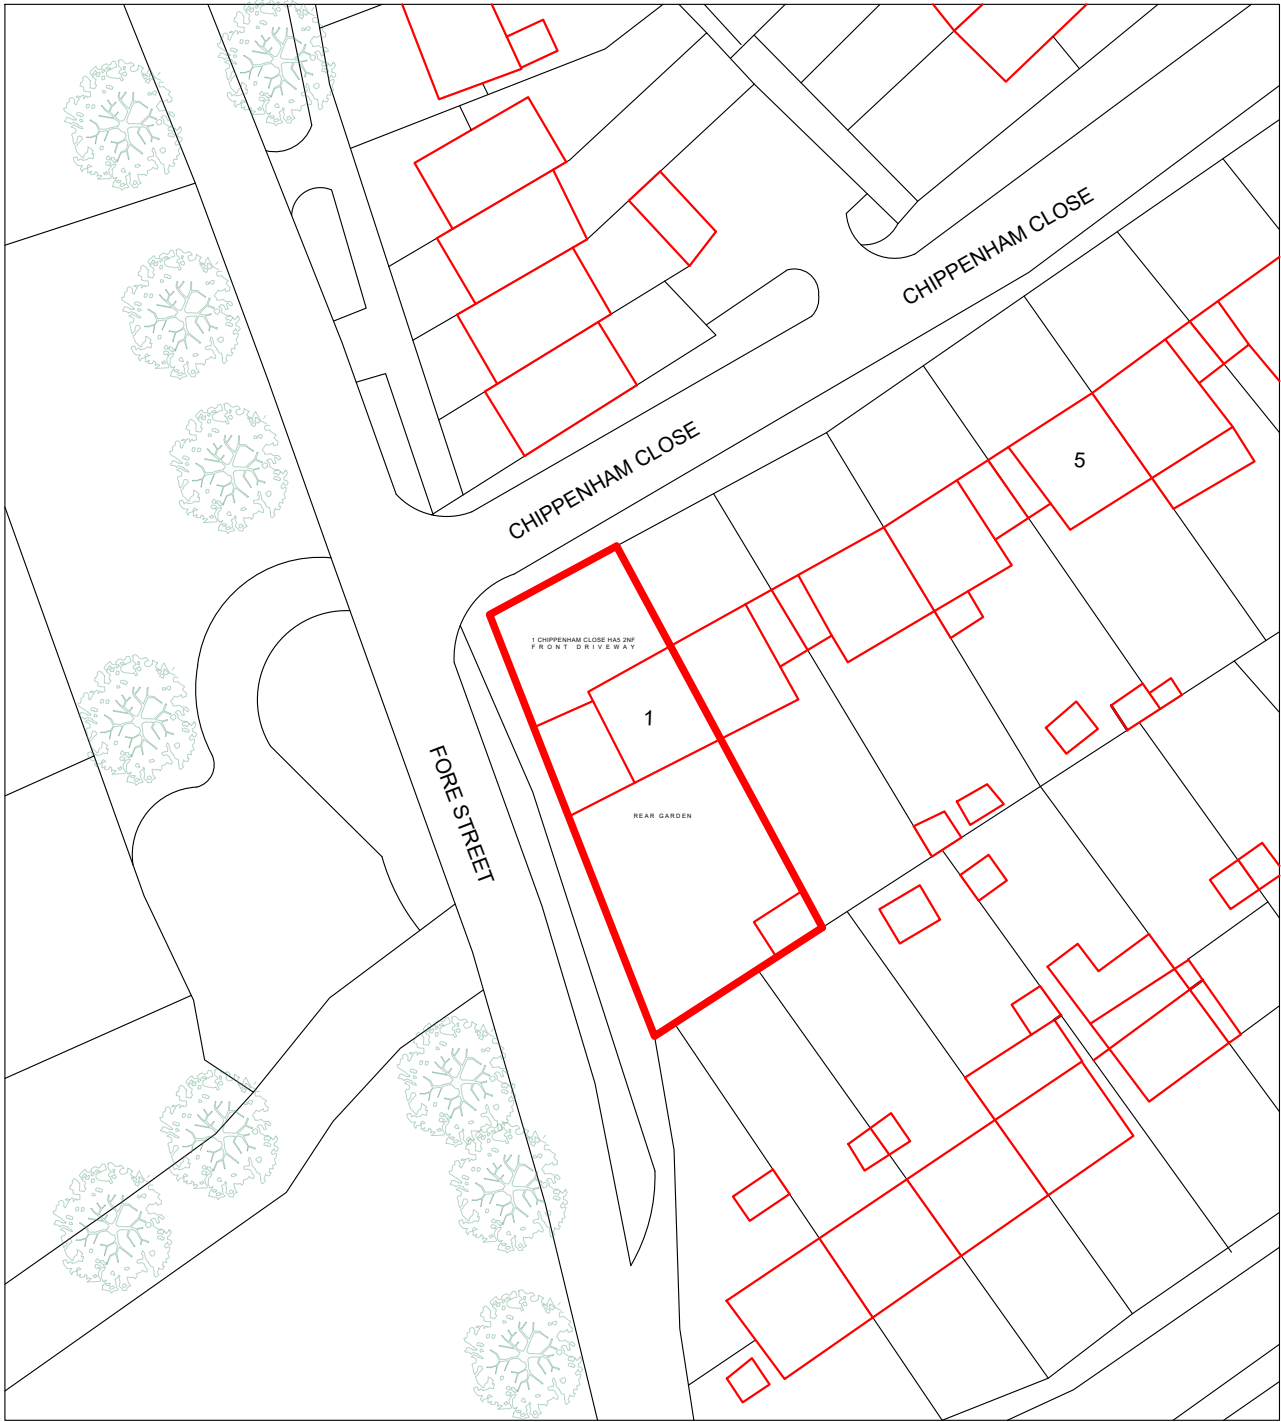 CHIPPENHAM CLOSE
CHIPPENHAM CLOSE
5
1 CHIPPENHAM CLOSE HA5 2NF
FRONT DRIVEWAY
1
FORE STREET
REAR GARDEN